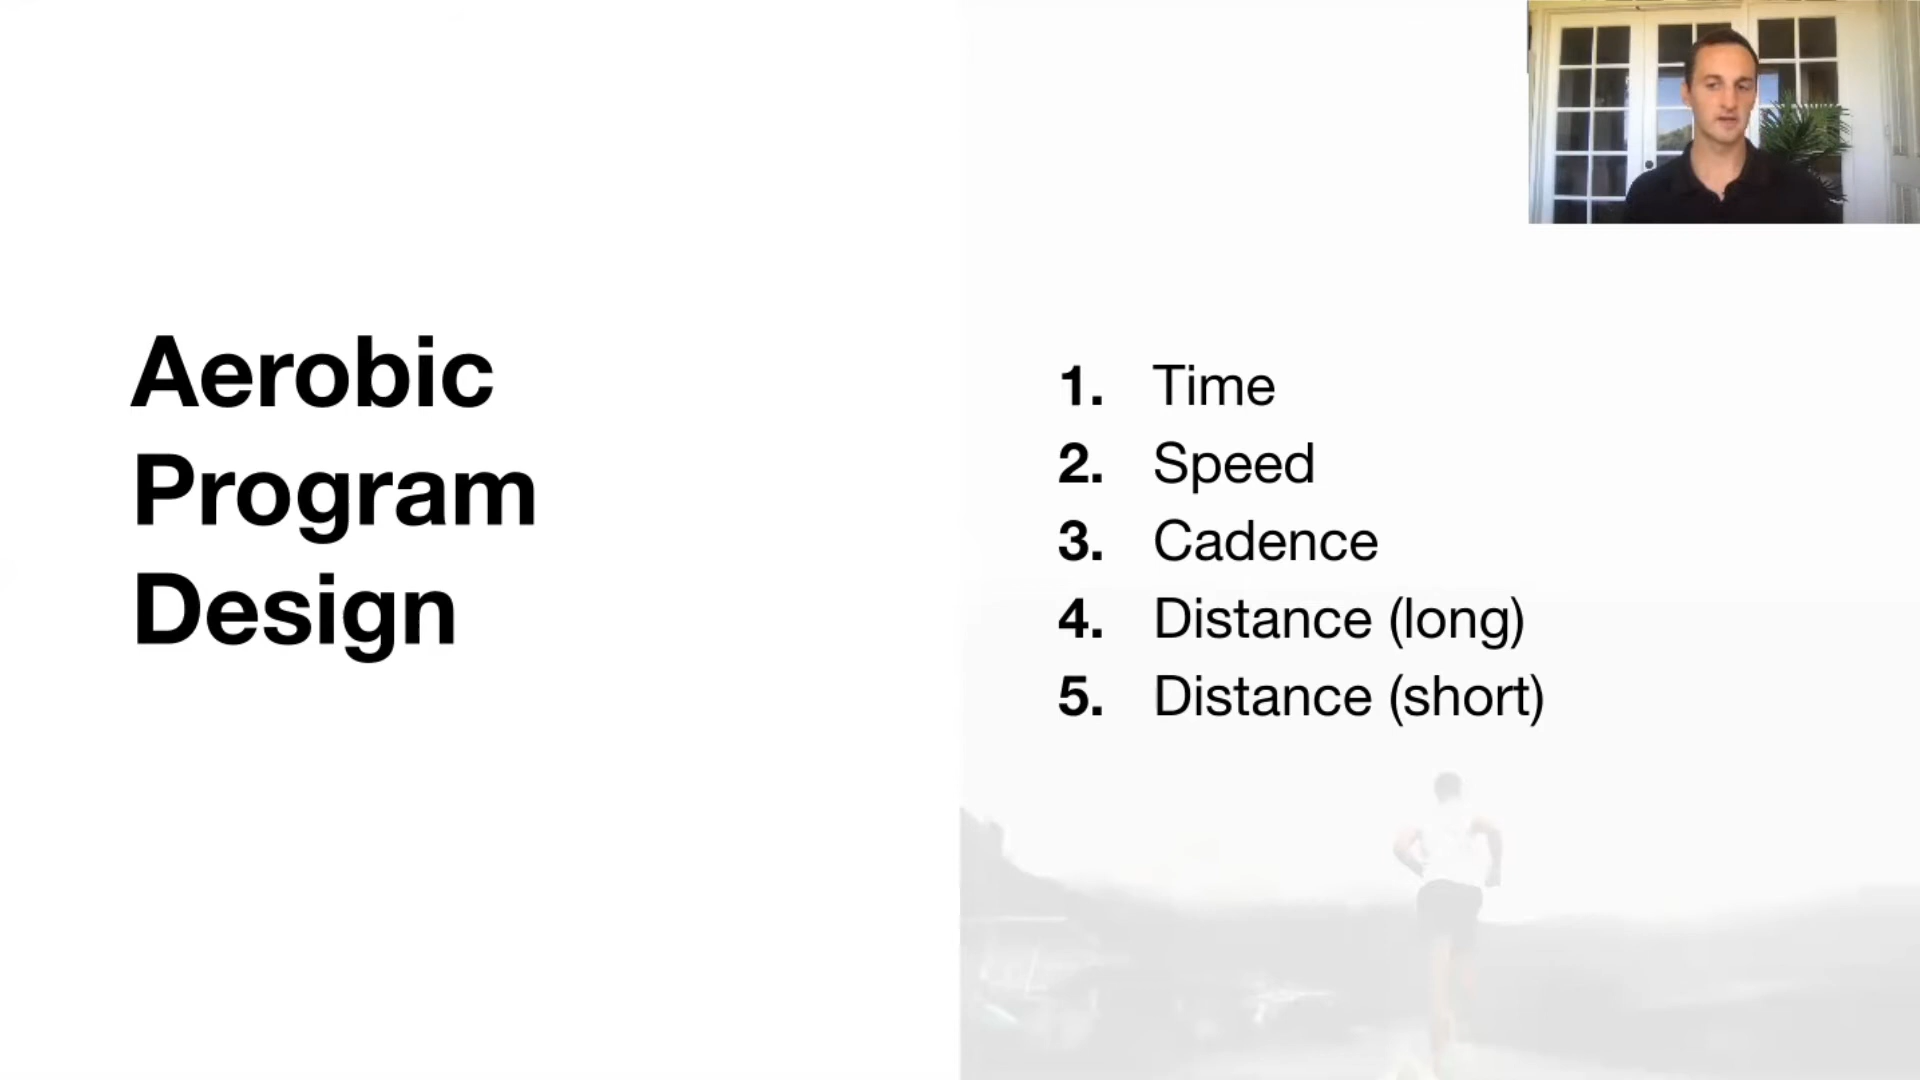 Aerobic
Program
Design
1. Time
2. Speed
3. Cadence
4. Distance (long)
5. Distance (short)